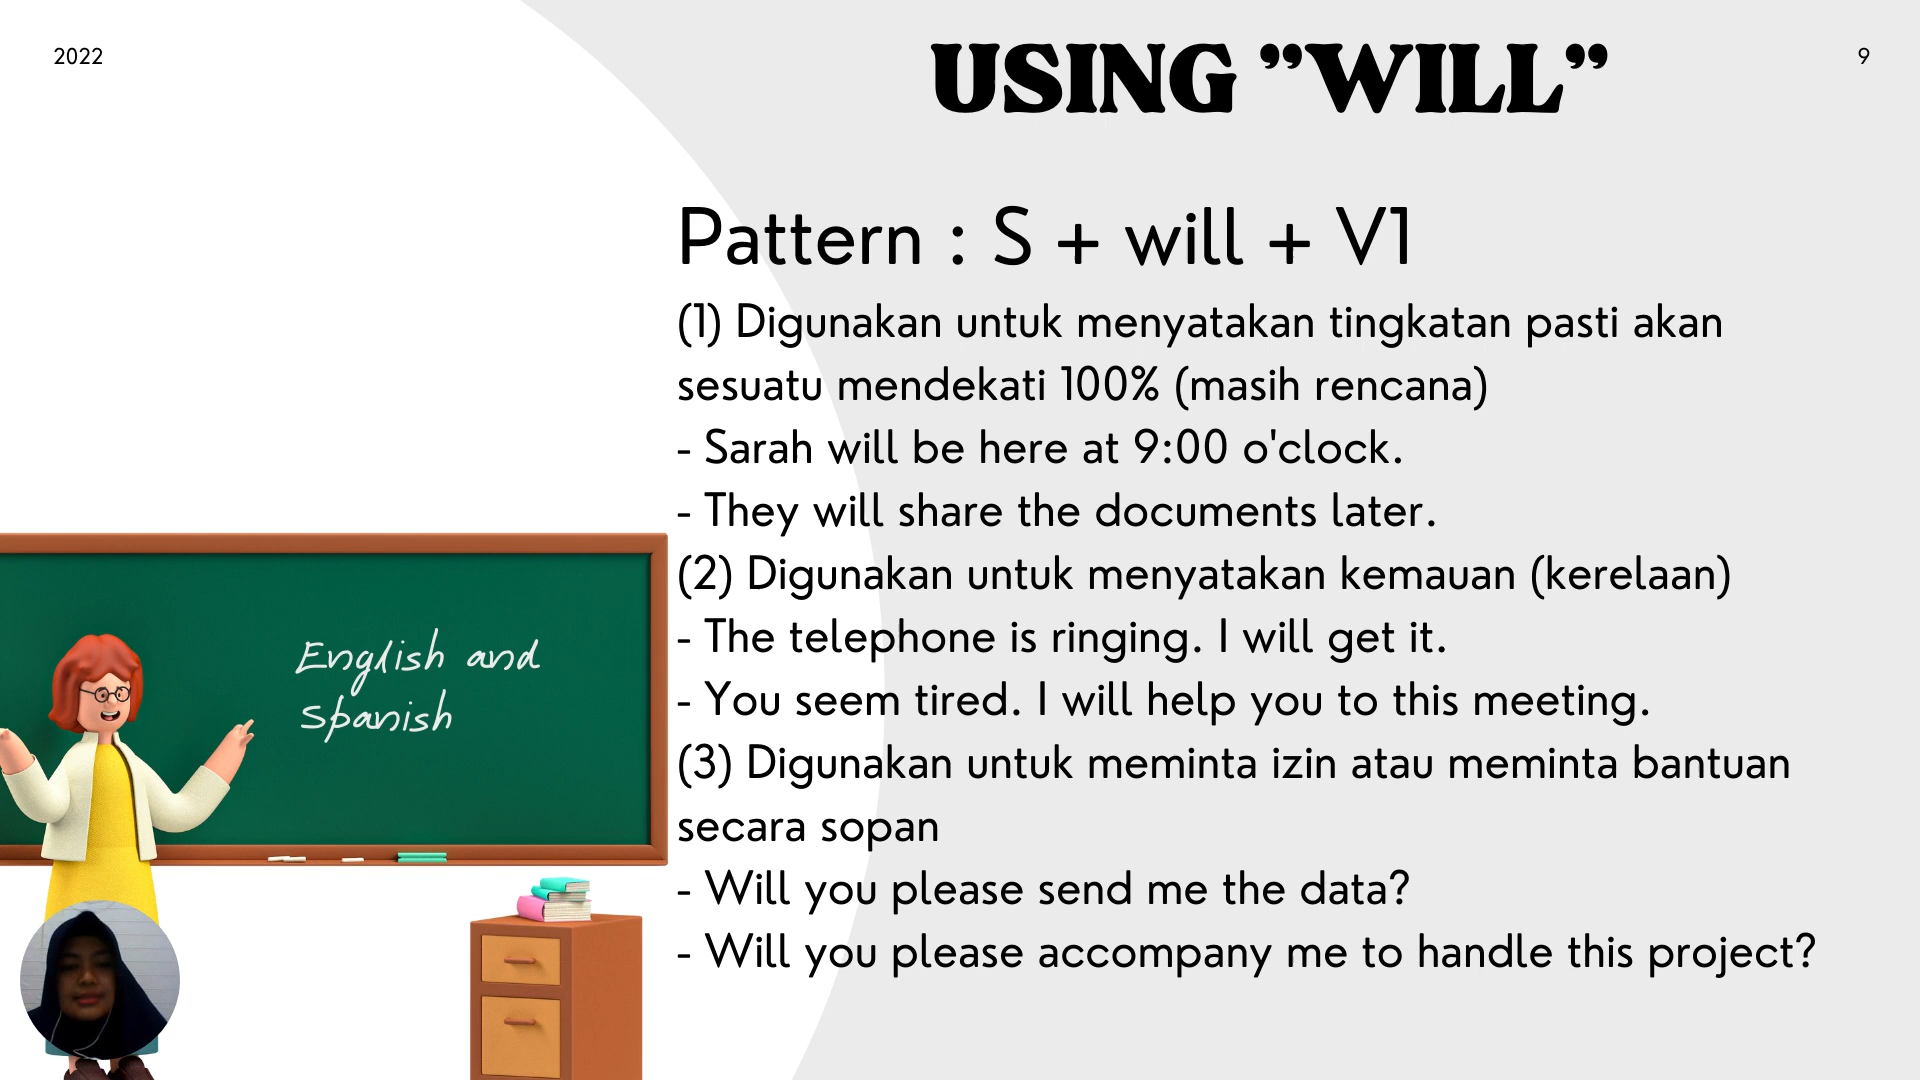 2022
USING ”WILL”
9
Pattern : S + will + V1
(1) Digunakan untuk menyatakan tingkatan pasti akan
sesuatu mendekati 100% (masih rencana)
- Sarah will be here at 9:00 o'clock.
- They will share the documents later.
(2) Digunakan untuk menyatakan kemauan (kerelaan)
- The telephone is ringing. I will get it.
- You seem tired. I will help you to this meeting.
(3) Digunakan untuk meminta izin atau meminta bantuan
secara sopan
- Will you please send me the data?
- Will you please accompany me to handle this project?
English and
Spanish